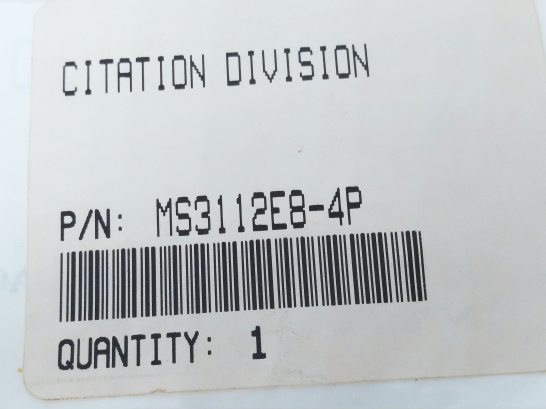 CITATION DIVISION
P/N: MS3112E8-4P
QUANTITY: 1